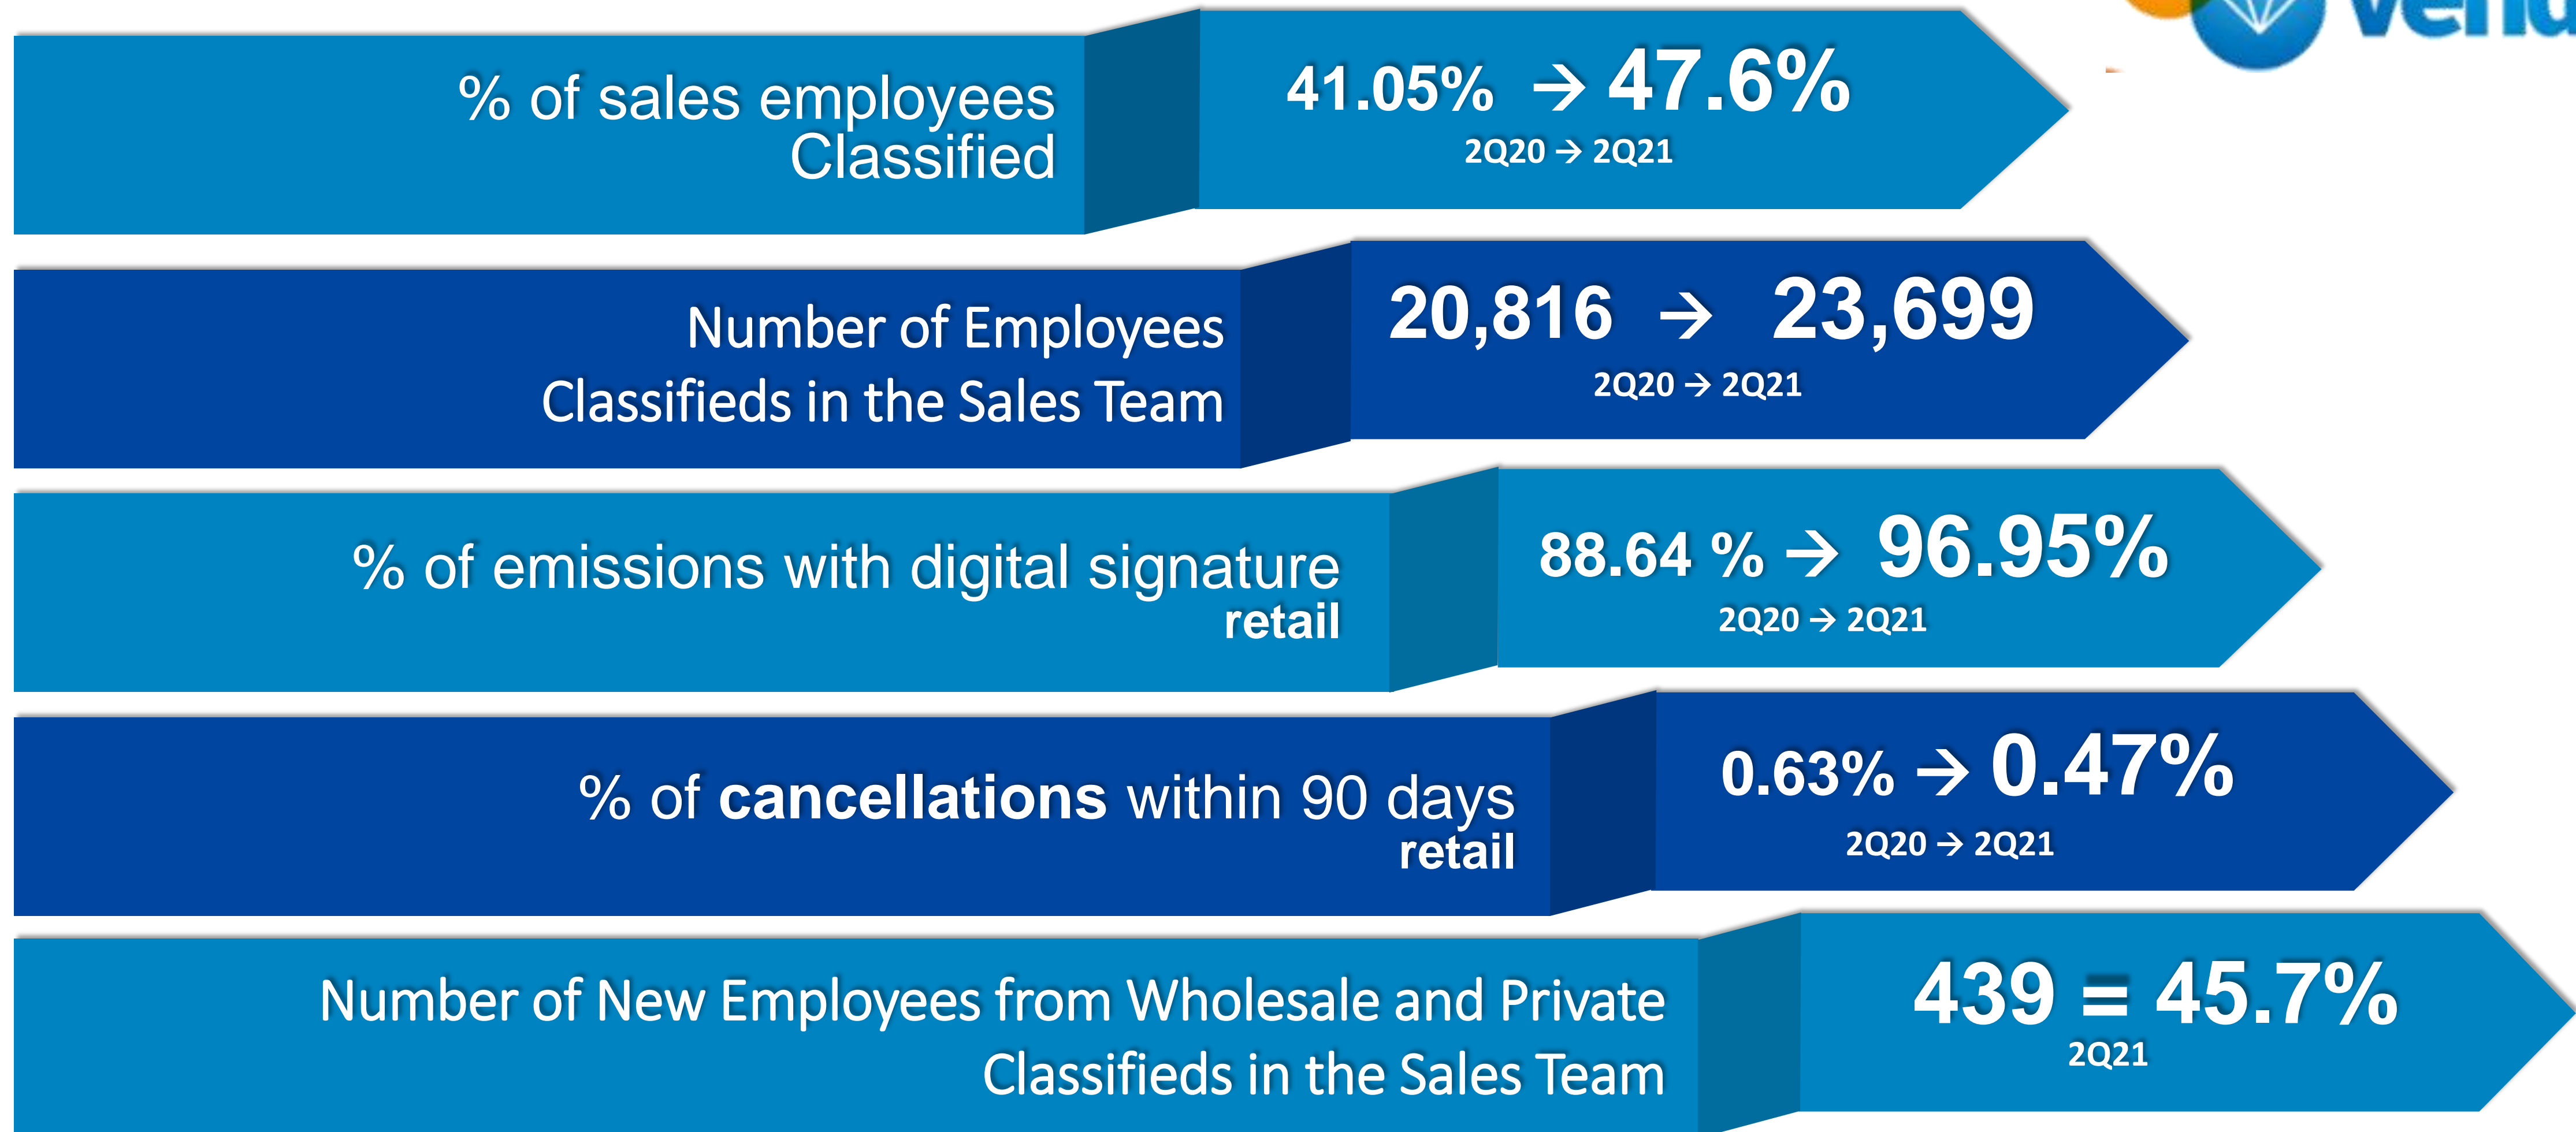 % of sales employees
Classified
41.05% → 47.6%
2Q20 → 2Q21
Number of Employees
Classifieds in the Sales Team
20,816 → 23,699
2Q20 → 2Q21
% of emissions with digital signature
retail
88.64 % → 96.95%
2Q20 → 2Q21
% of cancellations within 90 days
retail
0.63% → 0.47%
2Q20 → 2Q21
Number of New Employees from Wholesale and Private
Classifieds in the Sales Team
439 = 45.7%
2Q21